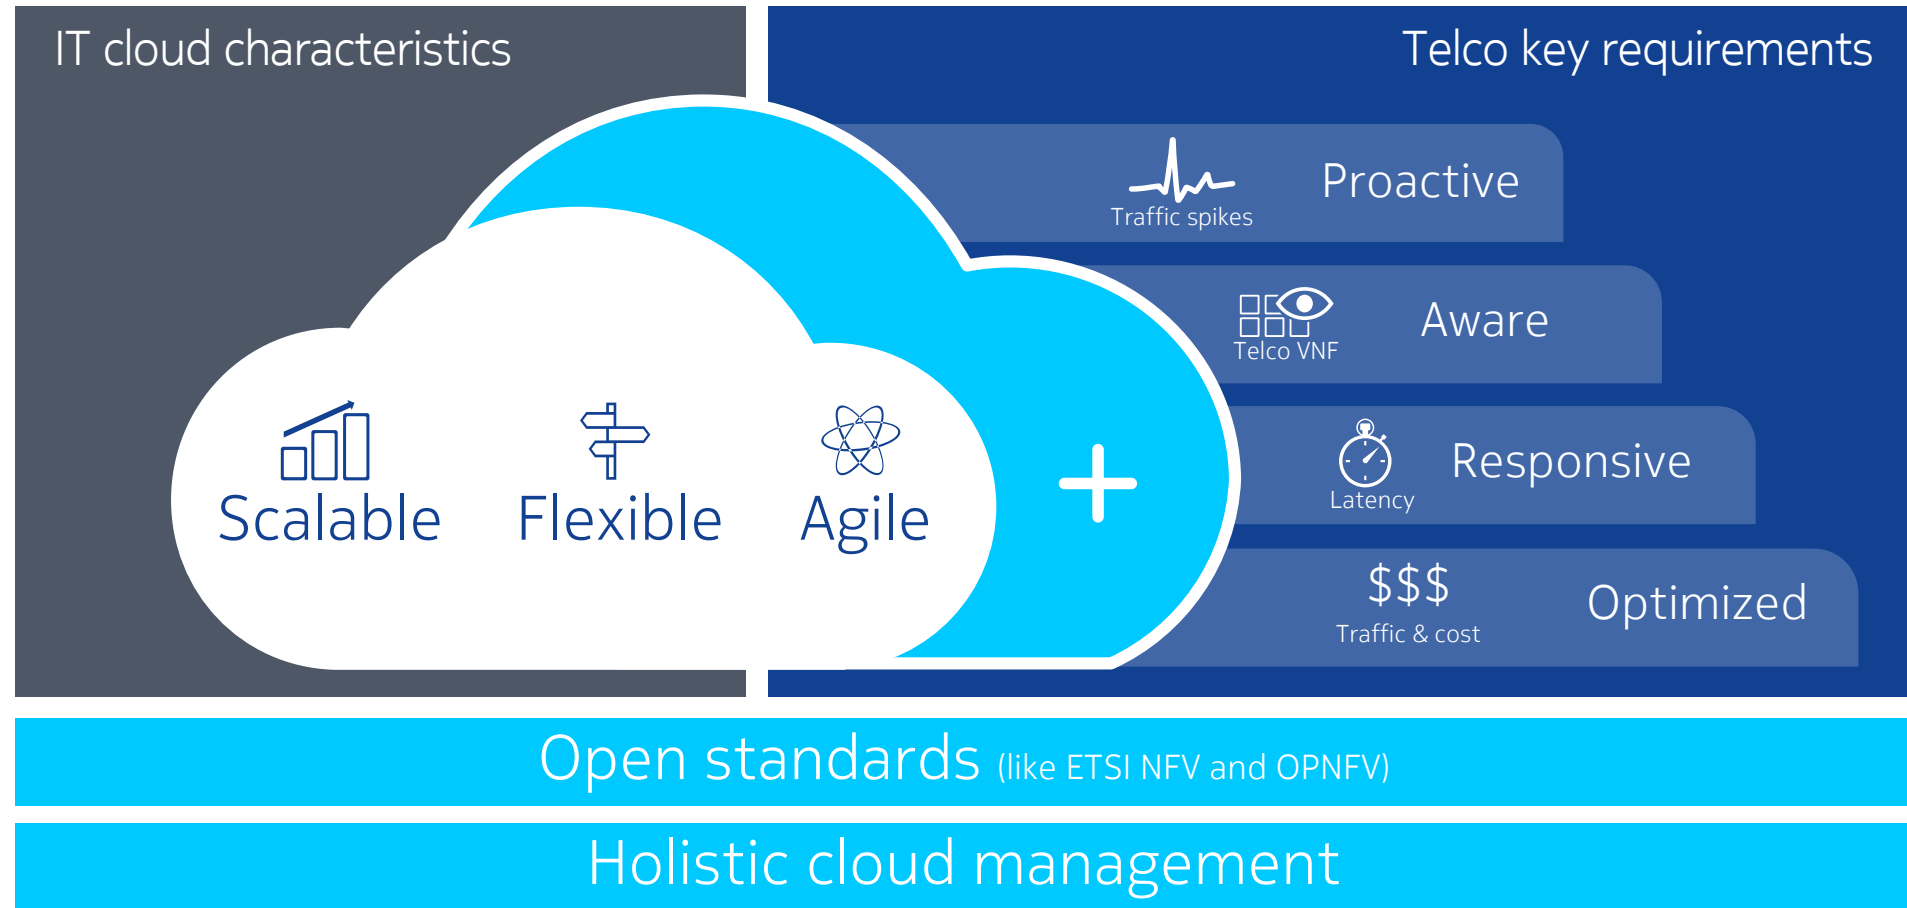 IT cloud characteristics
Telco key requirements
Traffic spikes
Proactive
Telco VNF
Aware
Latency
Responsive
$$$
Traffic & cost
Optimized
Scalable
Flexible
Agile
+
Open standards (like ETSI NFV and OPNFV)
Holistic cloud management